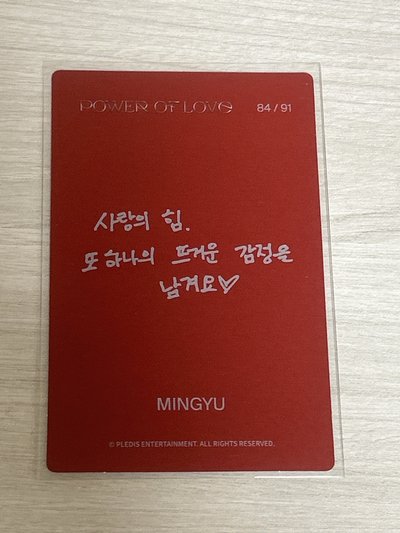 POWER OF LOVE
84 / 91
사랑의 힘.
또 하나의 뜨거운 감정을
남겨요♡
MINGYU
© PLEDIS ENTERTAINMENT. ALL RIGHTS RESERVED.